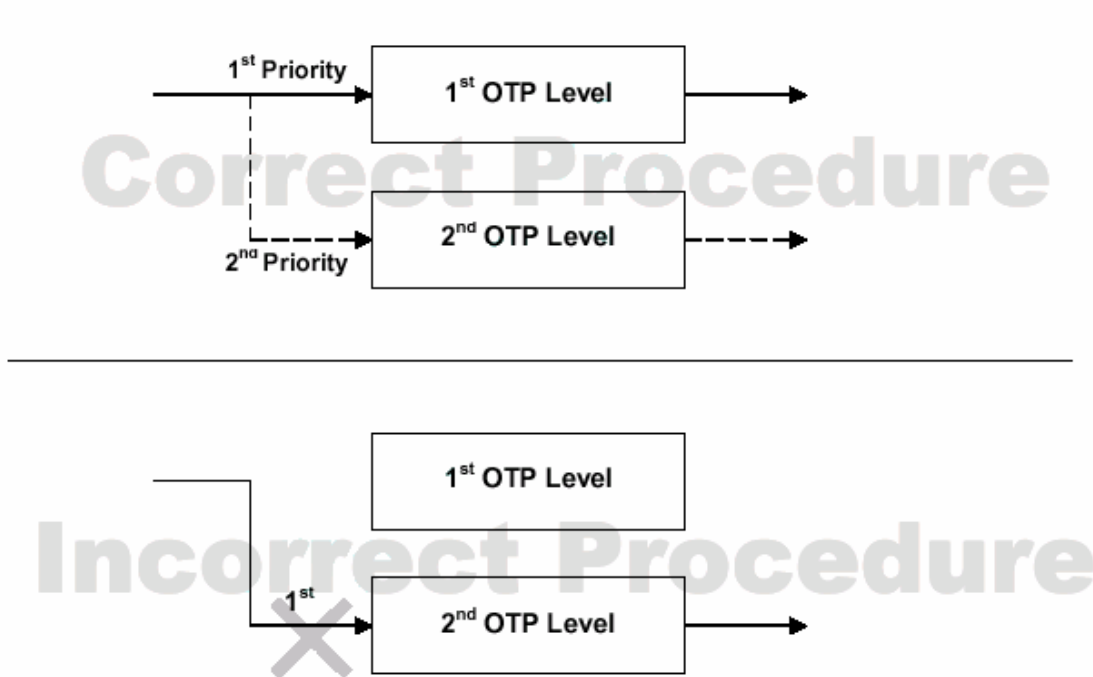 1st Priority
1st OTP Level
Correct Procedure
2nd OTP Level
2nd Priority
1st OTP Level
Incorrect Procedure
1st
2nd OTP Level